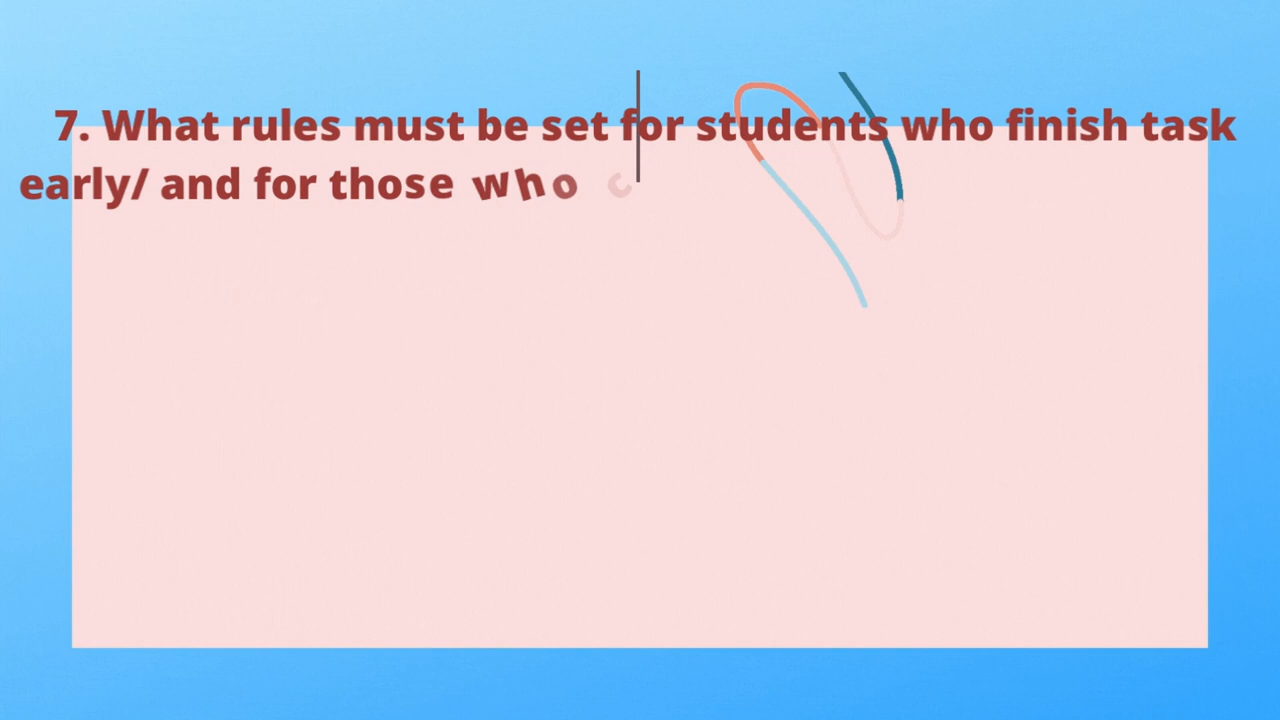 7. What rules must be set for students who finish task
early/ and for those who c